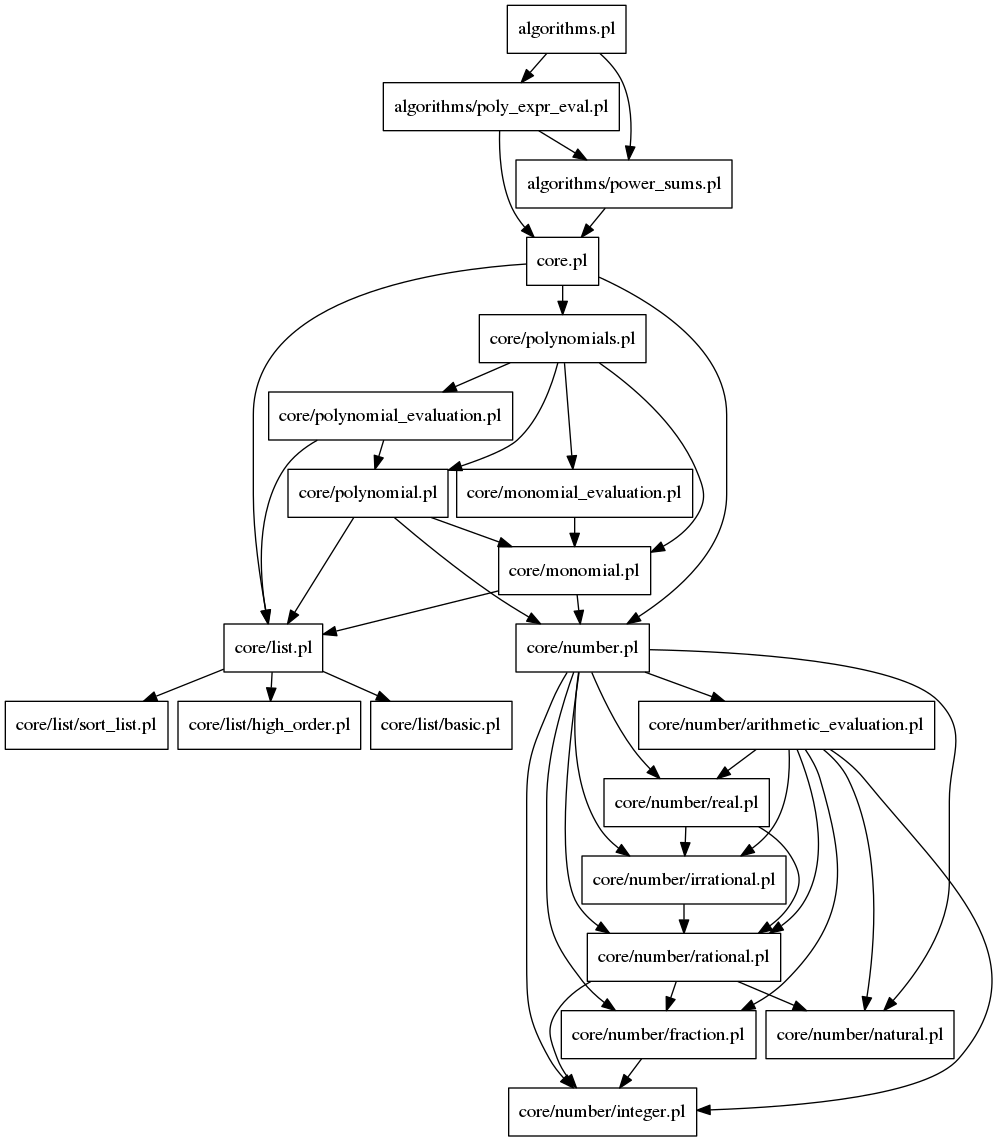 algorithms.pl
algorithms/poly_expr_eval.pl
algorithms/power_sums.pl
core.pl
core/polynomials.pl
core/polynomial_evaluation.pl
core/polynomial.pl
core/monomial_evaluation.pl
core/monomial.pl
core/list.pl
core/number.pl
core/list/sort_list.pl
core/list/high_order.pl
core/list/basic.pl
core/number/arithmetic_evaluation.pl
core/number/real.pl
core/number/irrational.pl
core/number/rational.pl
core/number/fraction.pl
core/number/natural.pl
core/number/integer.pl